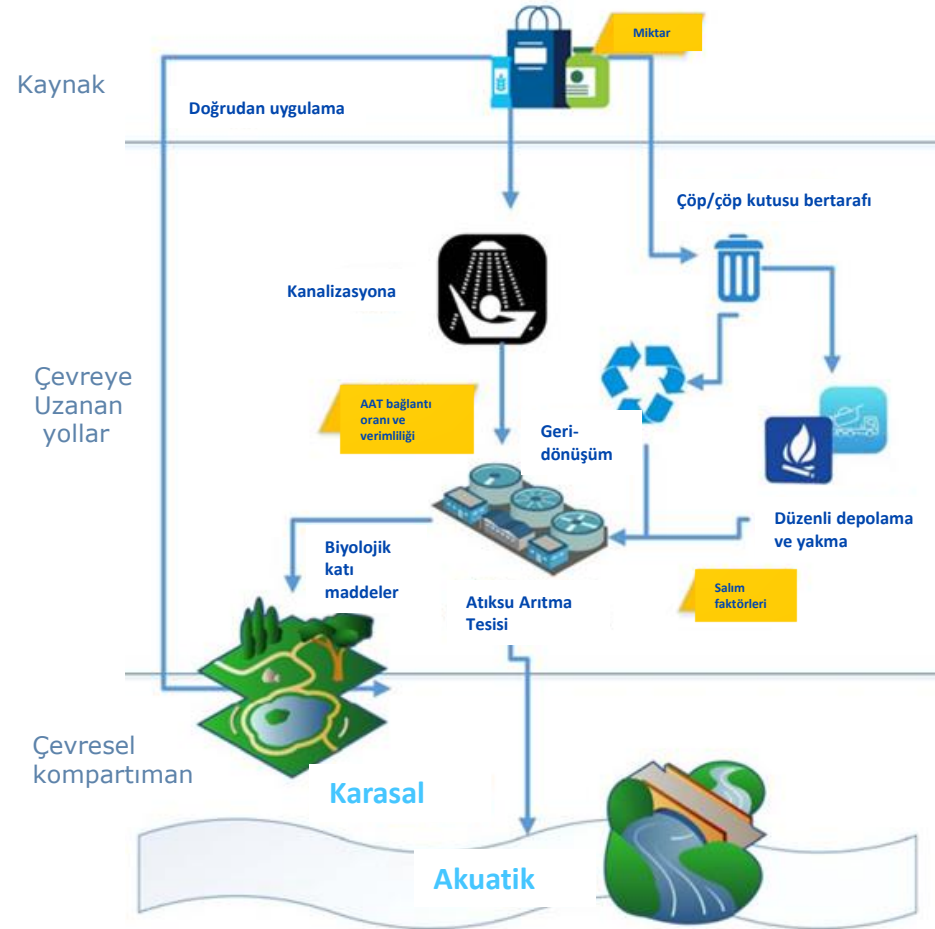 Miktar
Kaynak
Doğrudan uygulama
Çöp/çöp kutusu bertarafı
Kanalizasyona
Çevreye
Uzanan
yollar
AAT bağlantı
oranı ve
verimliliği
Geri-
dönüşüm
Düzenli depolama
ve yakma
Biyolojik
katı
maddeler
Salım
faktörleri
Atıksu Arıtma
Tesisi
Çevresel
kompartıman
Karasal
Akuatik